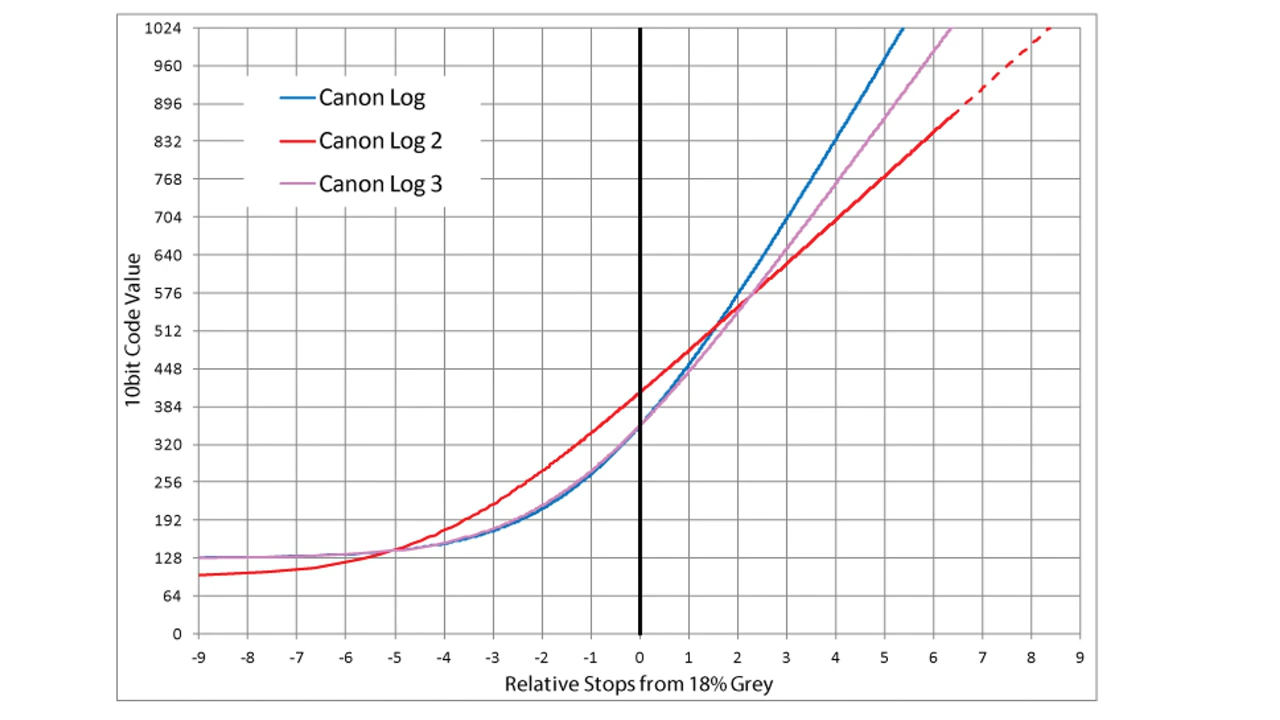 1024
960
896
832
768
704
640
576
512
448
384
320
256
192
128
64
0
10bit Code Value
Canon Log
Canon Log 2
Canon Log 3
-9 -8 -7 -6 -5 -4 -3 -2 -1 0 1 2 3 4 5 6 7 8 9
Relative Stops from 18% Grey